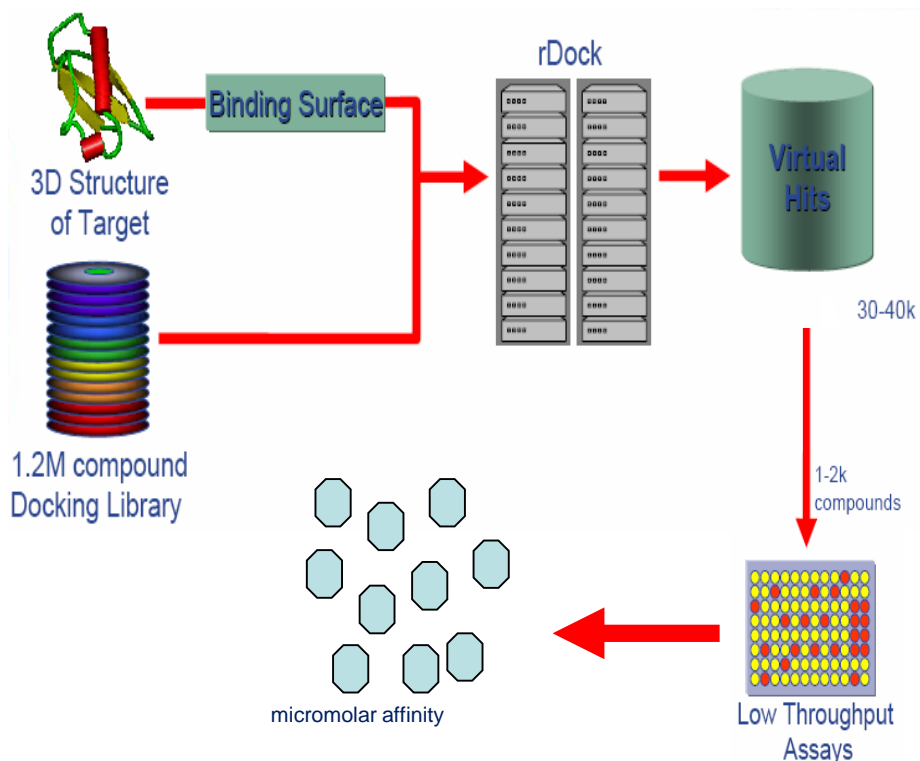 3D Structure
of Target
Binding Surface
rDock
Virtual
Hits
30-40k
1.2M compound
Docking Library
1-2k
compounds
micromolar affinity
Low Throughput
Assays